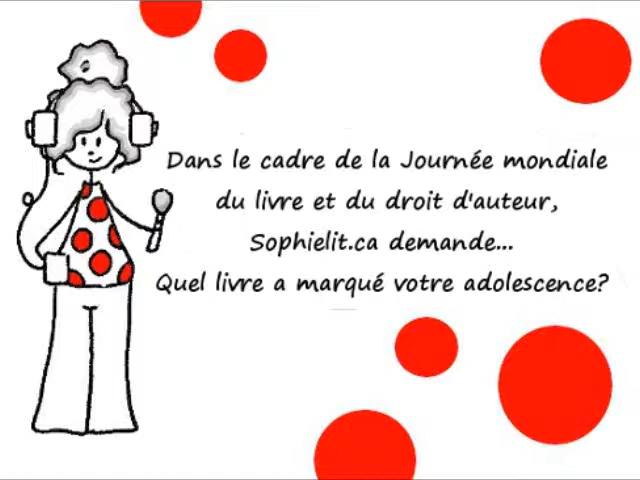 Dans le cadre de la Journée mondiale
du livre et du droit d'auteur,
Sophielit.ca demande...
Quel livre a marqué votre adolescence?